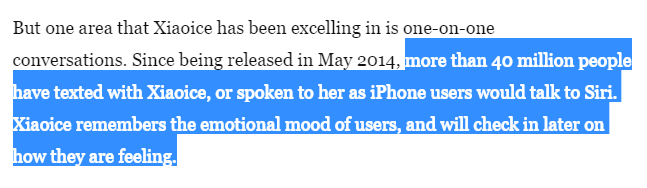 But one area that Xiaoice has been excelling in is one-on-one
conversations. Since being released in May 2014, more than 40 million people
have texted with Xiaoice, or spoken to her as iPhone users would talk to Siri.
Xiaoice remembers the emotional mood of users, and will check in later on
how they are feeling.